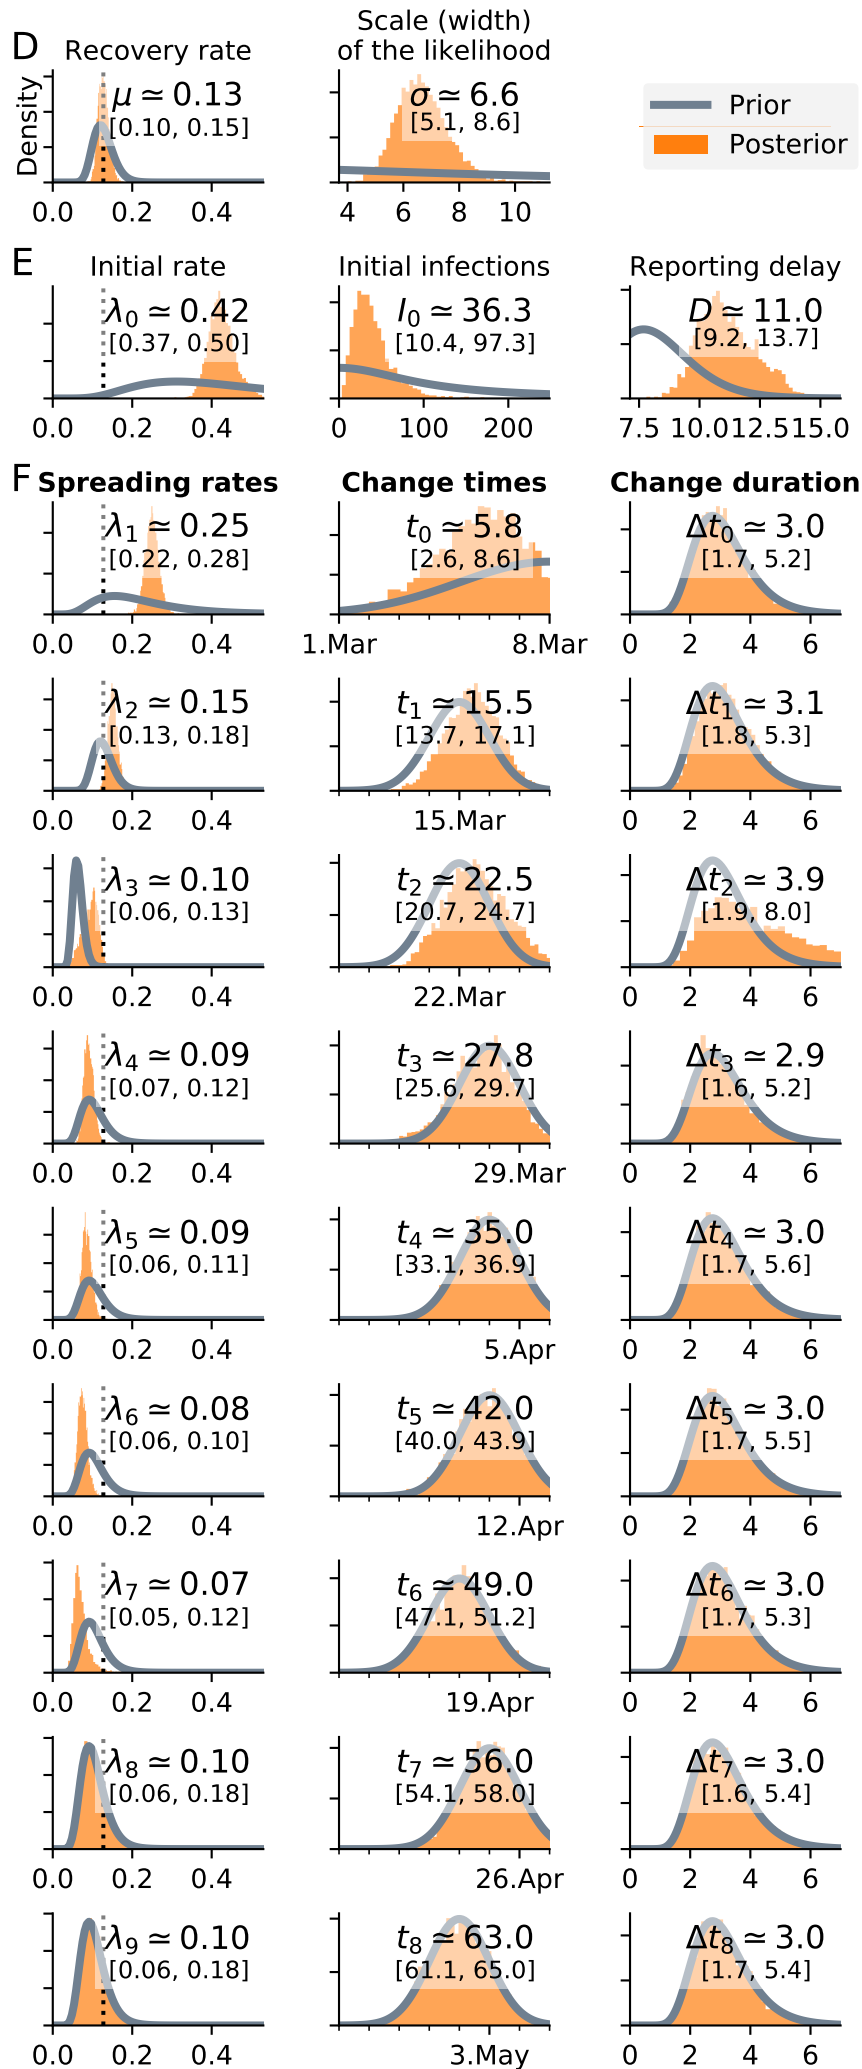 D
Recovery rate
Scale (width)
of the likelihood
Density
μ ≃ 0.13
[0.10, 0.15]
σ ≃ 6.6
[5.1, 8.6]
Prior
Posterior
0.0 0.2 0.4
4 6 8 10
E
Initial rate
Initial infections
Reporting delay
λ0 ≃ 0.42
[0.37, 0.50]
I0 ≃ 36.3
[10.4, 97.3]
D ≃ 11.0
[9.2, 13.7]
0.0 0.2 0.4
0 100 200
7.5 10.0 12.5 15.0
F
Spreading rates
Change times
Change duration
λ1 ≃ 0.25
[0.22, 0.28]
t0 ≃ 5.8
[2.6, 8.6]
Δt0 ≃ 3.0
[1.7, 5.2]
0.0 0.2 0.4
1.Mar 8.Mar
0 2 4 6
λ2 ≃ 0.15
[0.13, 0.18]
t1 ≃ 15.5
[13.7, 17.1]
Δt1 ≃ 3.1
[1.8, 5.3]
0.0 0.2 0.4
15.Mar
0 2 4 6
λ3 ≃ 0.10
[0.06, 0.13]
t2 ≃ 22.5
[20.7, 24.7]
Δt2 ≃ 3.9
[1.9, 8.0]
0.0 0.2 0.4
22.Mar
0 2 4 6
λ4 ≃ 0.09
[0.07, 0.12]
t3 ≃ 27.8
[25.6, 29.7]
Δt3 ≃ 2.9
[1.6, 5.2]
0.0 0.2 0.4
29.Mar
0 2 4 6
λ5 ≃ 0.09
[0.06, 0.11]
t4 ≃ 35.0
[33.1, 36.9]
Δt4 ≃ 3.0
[1.7, 5.6]
0.0 0.2 0.4
5.Apr
0 2 4 6
λ6 ≃ 0.08
[0.06, 0.10]
t5 ≃ 42.0
[40.0, 43.9]
Δt5 ≃ 3.0
[1.7, 5.5]
0.0 0.2 0.4
12.Apr
0 2 4 6
λ7 ≃ 0.07
[0.05, 0.12]
t6 ≃ 49.0
[47.1, 51.2]
Δt6 ≃ 3.0
[1.7, 5.3]
0.0 0.2 0.4
19.Apr
0 2 4 6
λ8 ≃ 0.10
[0.06, 0.18]
t7 ≃ 56.0
[54.1, 58.0]
Δt7 ≃ 3.0
[1.6, 5.4]
0.0 0.2 0.4
26.Apr
0 2 4 6
λ9 ≃ 0.10
[0.06, 0.18]
t8 ≃ 63.0
[61.1, 65.0]
Δt8 ≃ 3.0
[1.7, 5.4]
0.0 0.2 0.4
3.May
0 2 4 6